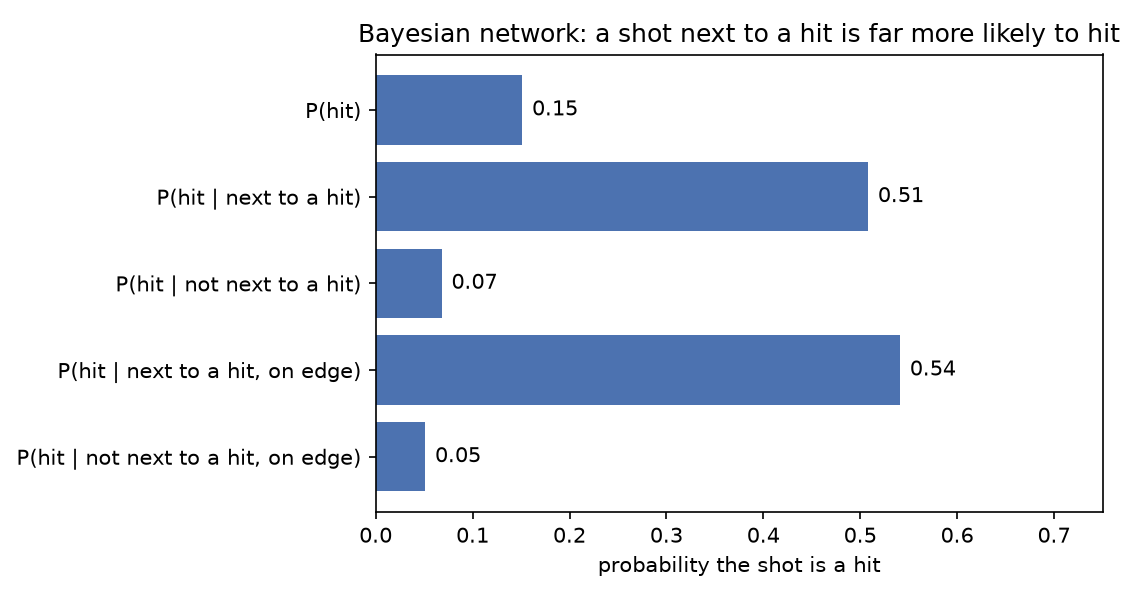 Bayesian network: a shot next to a hit is far more likely to hit
P(hit)
0.15
P(hit | next to a hit)
0.51
P(hit | not next to a hit)
0.07
P(hit | next to a hit, on edge)
0.54
P(hit | not next to a hit, on edge)
0.05
0.0 0.1 0.2 0.3 0.4 0.5 0.6 0.7
probability the shot is a hit